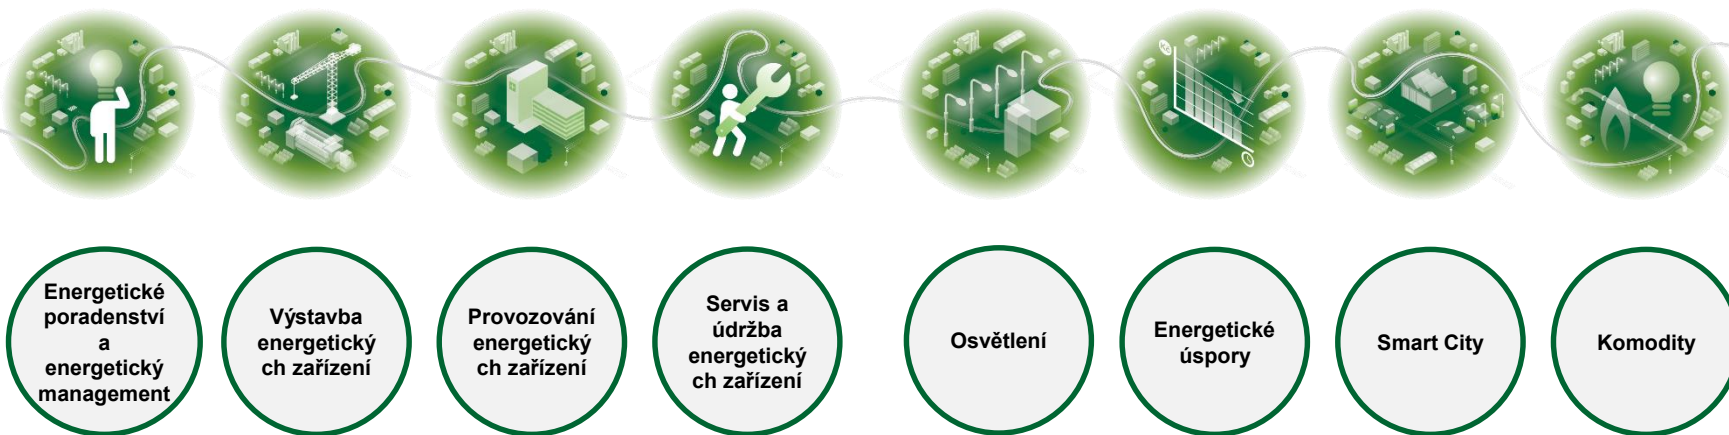 Energetické
poradenství
a
energetický
management
Výstavba
energetický
ch zařízení
Provozování
energetický
ch zařízení
Servis a
údržba
energetický
ch zařízení
Osvětlení
Energetické
úspory
Smart City
Komodity